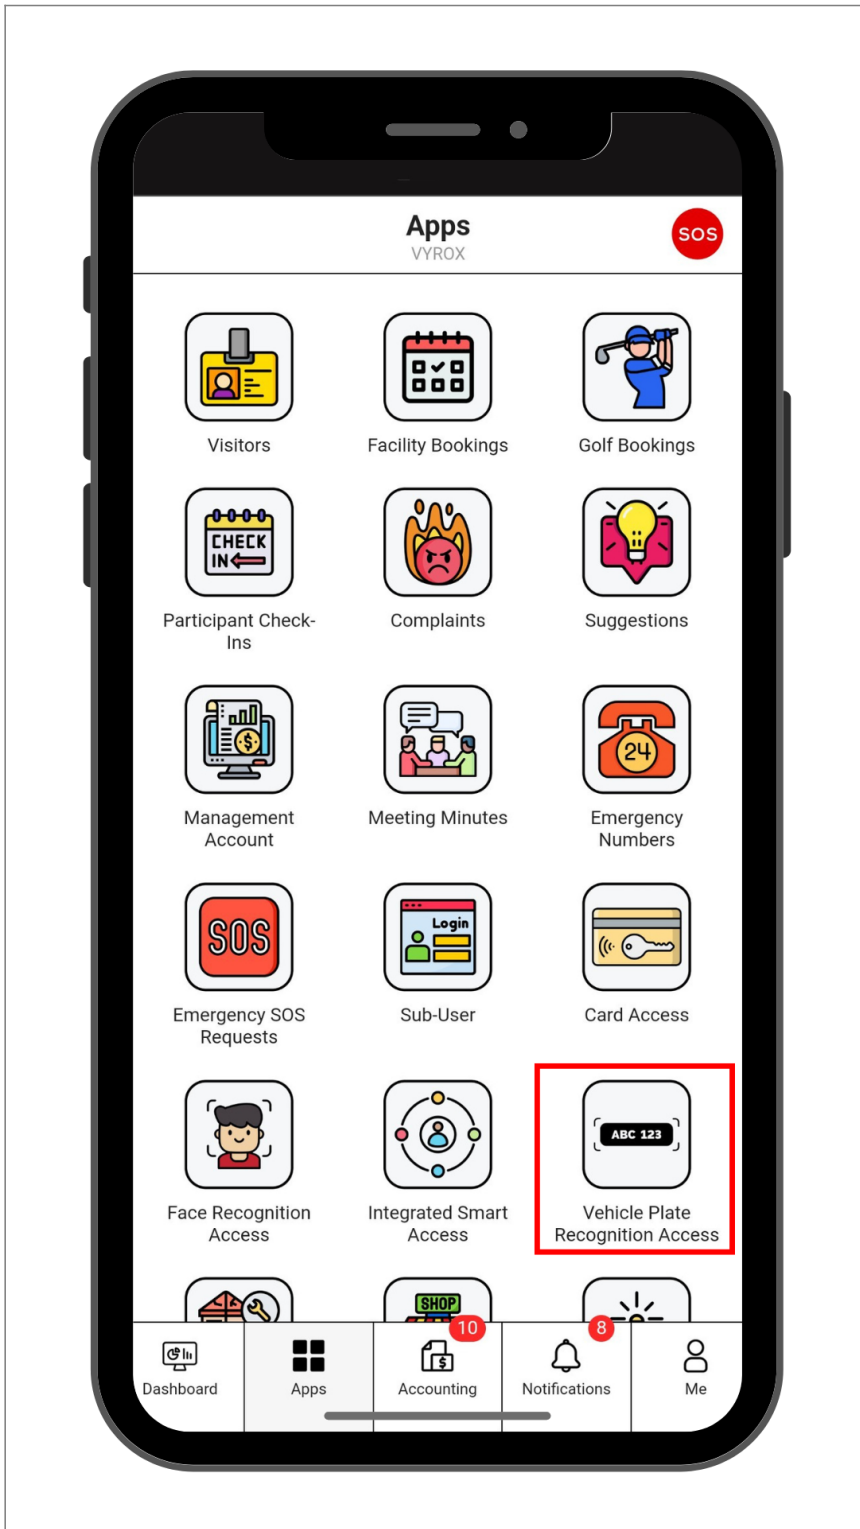 Apps
VYROX
SOS
Visitors
Facility Bookings
Golf Bookings
CHECK
IN
Participant Check-
Ins
Complaints
Suggestions
$
24
Management
Account
Meeting Minutes
Emergency
Numbers
SOS
Login
Emergency SOS
Requests
Sub-User
Card Access
ABC 123
Face Recognition
Access
Integrated Smart
Access
Vehicle Plate
Recognition Access
SHOP
10
8
$
Dashboard
Apps
Accounting
Notifications
Me